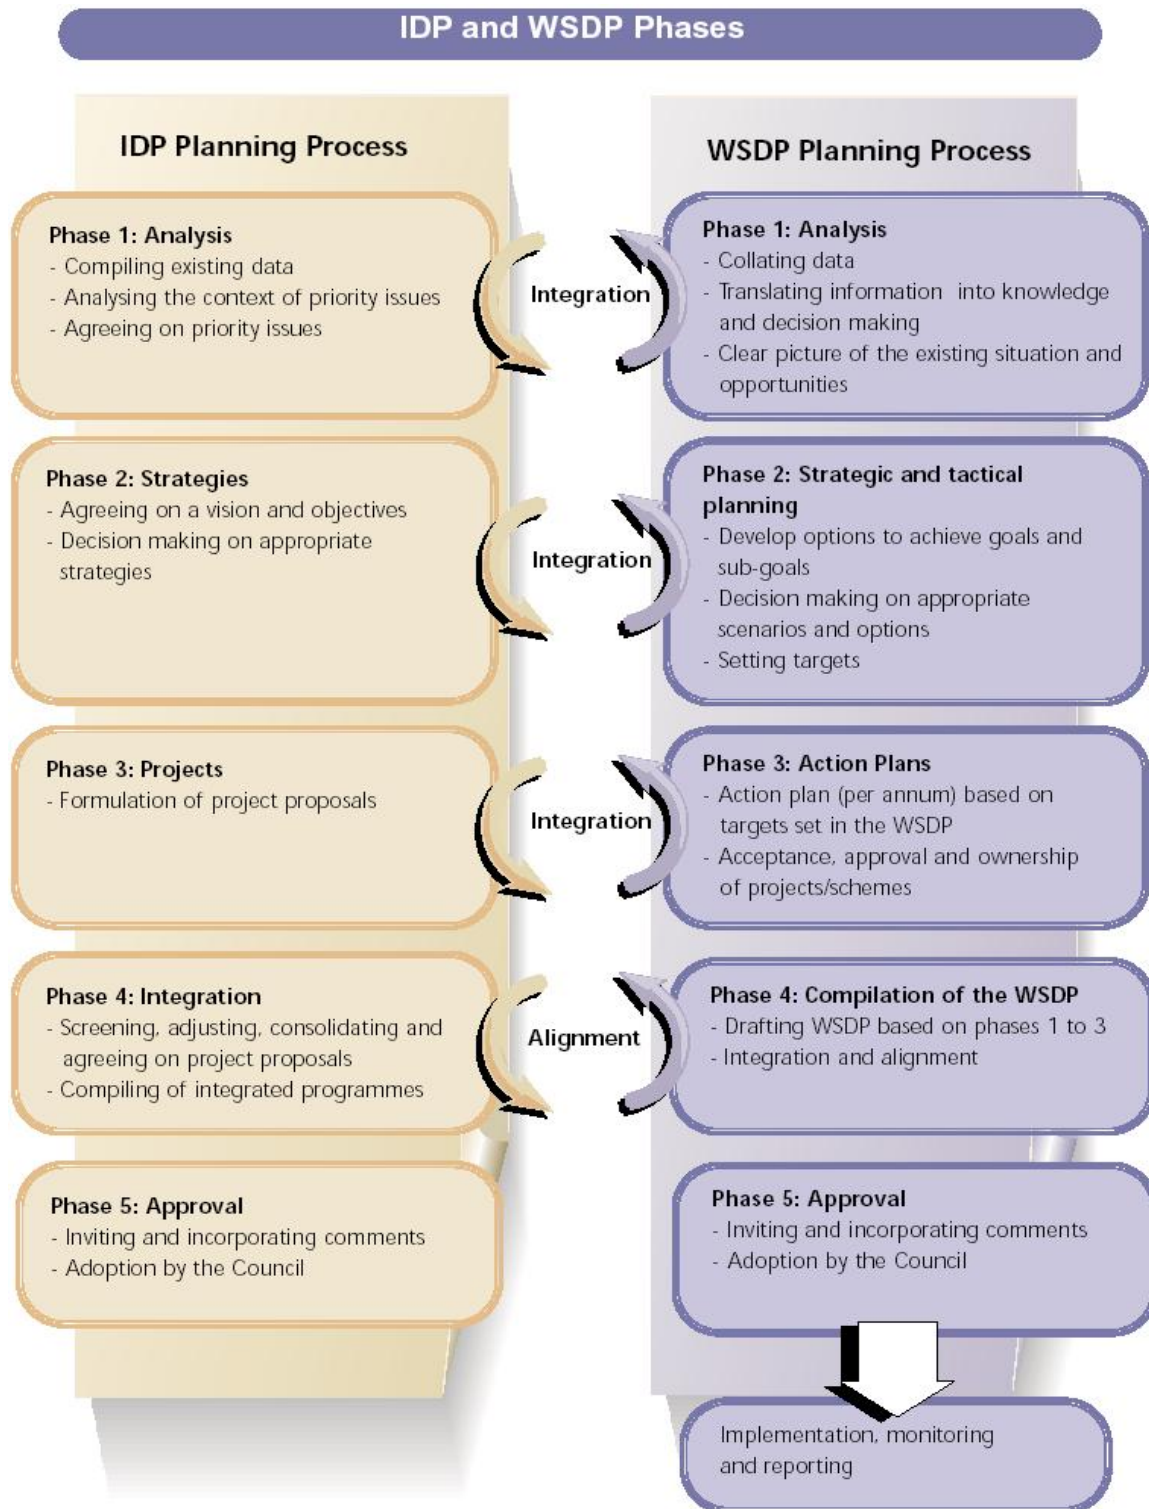 IDP and WSDP Phases
IDP Planning Process
Phase 1: Analysis
- Compiling existing data
- Analysing the context of priority issues
- Agreeing on priority issues
Phase 2: Strategies
- Agreeing on a vision and objectives
- Decision making on appropriate
strategies
Phase 3: Projects
- Formulation of project proposals
Phase 4: Integration
- Screening, adjusting, consolidating and
agreeing on project proposals
- Compiling of integrated programmes
Phase 5: Approval
- Inviting and incorporating comments
- Adoption by the Council
Integration
Integration
Integration
Alignment
WSDP Planning Process
Phase 1: Analysis
- Collating data
- Translating information into knowledge
and decision making
- Clear picture of the existing situation and
opportunities
Phase 2: Strategic and tactical
planning
- Develop options to achieve goals and
sub-goals
- Decision making on appropriate
scenarios and options
- Setting targets
Phase 3: Action Plans
- Action plan (per annum) based on
targets set in the WSDP
- Acceptance, approval and ownership
of projects/schemes
Phase 4: Compilation of the WSDP
- Drafting WSDP based on phases 1 to 3
- Integration and alignment
Phase 5: Approval
- Inviting and incorporating comments
- Adoption by the Council
Implementation, monitoring
and reporting